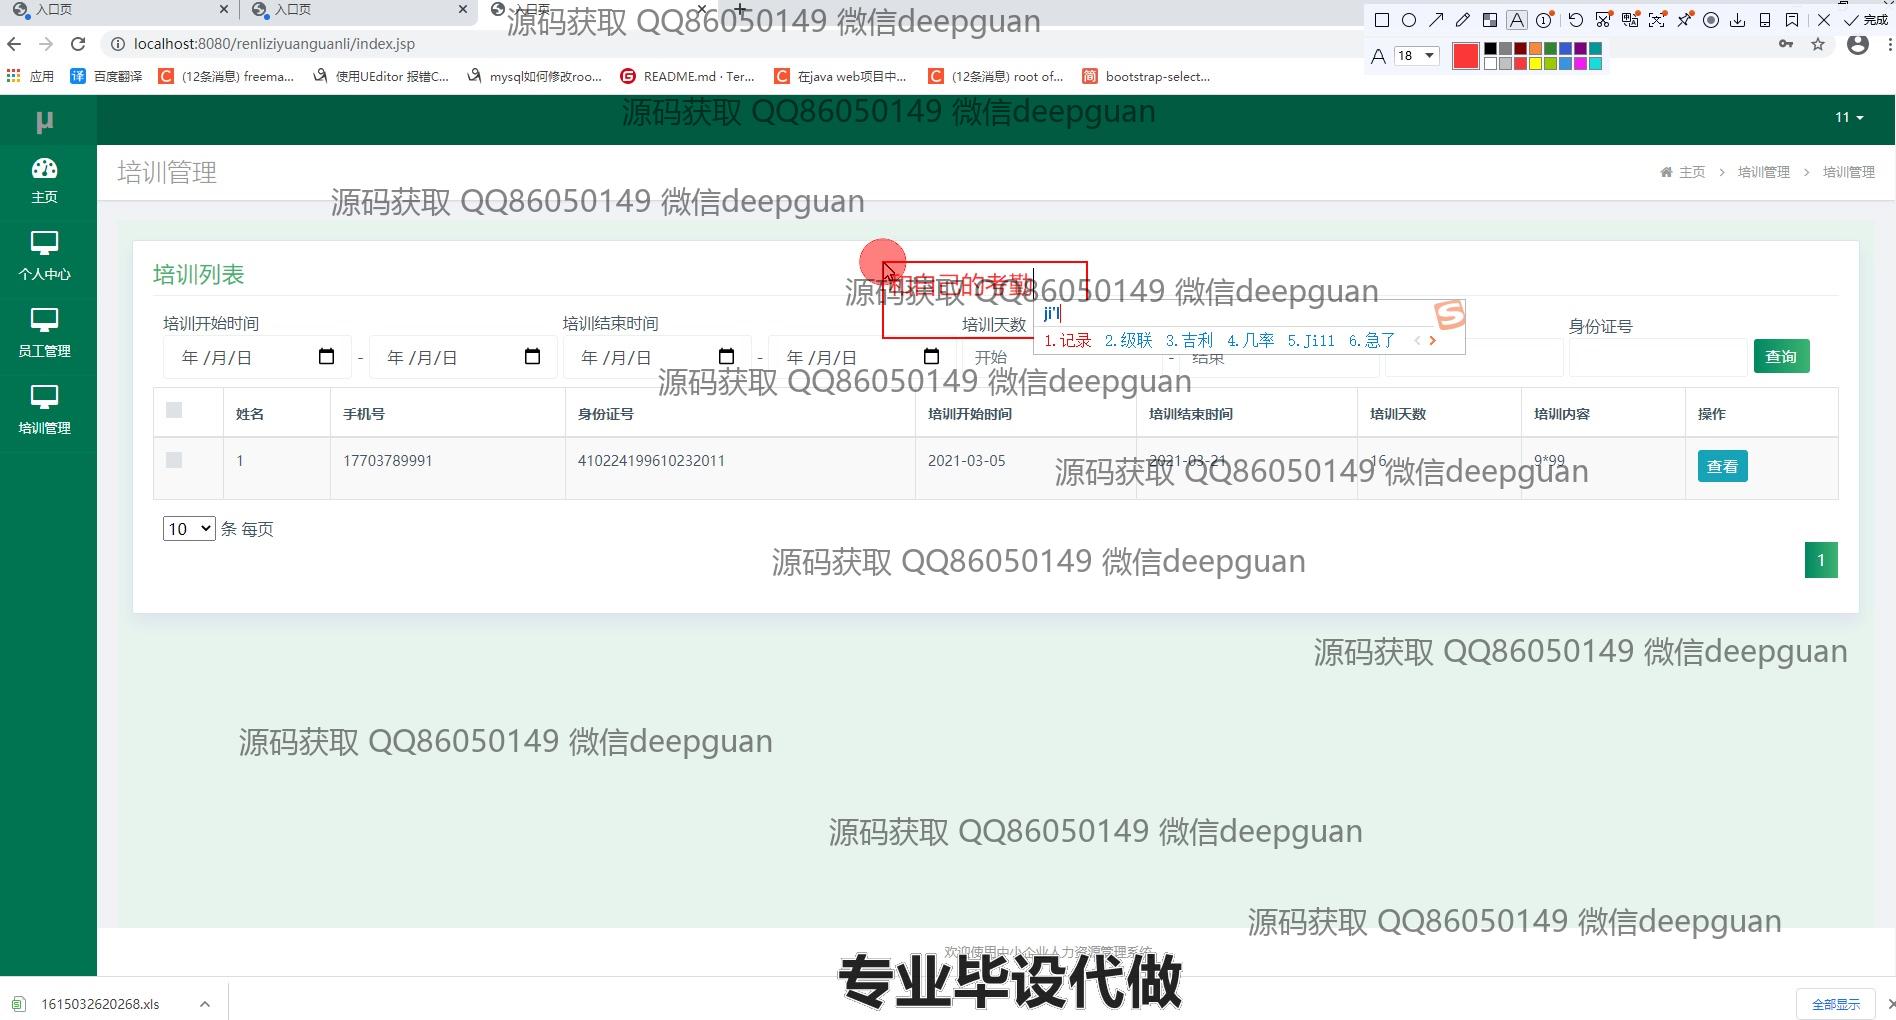 入口页
入口页
入口页
源码获取 QQ86050149 微信deepguan
完成
localhost:8080/renliziyuanguanli/index.jsp
A 18
应用
百度翻译
(12条消息) freema...
使用UEditor 报错C...
mysql如何修改roo...
README.md · Ter...
在java web项目中...
(12条消息) root of...
bootstrap-select...
μ
源码获取 QQ86050149 微信deepguan
11
主页
培训管理
主页 > 培训管理 > 培训管理
源码获取 QQ86050149 微信deepguan
个人中心
员工管理
培训管理
培训列表
和自己的考勤
源码获取 QQ86050149 微信deepguan
ji'l
1.记录 2.级联 3.吉利 4.几率 5.Jill 6.急了
培训开始时间
培训结束时间
培训天数
身份证号
年 /月/日 - 年 /月/日
年 /月/日 - 年 /月/日
开始 - 结束
查询
源码获取 QQ86050149 微信deepguan
姓名 手机号 身份证号 培训开始时间 培训结束时间 培训天数 培训内容 操作
1 17703789991 410224199610232011 2021-03-05 2021-03-21 16 9*99 查看
源码获取 QQ86050149 微信deepguan
10 条 每页
源码获取 QQ86050149 微信deepguan
1
源码获取 QQ86050149 微信deepguan
源码获取 QQ86050149 微信deepguan
源码获取 QQ86050149 微信deepguan
源码获取 QQ86050149 微信deepguan
欢迎使用中小企业人力资源管理系统
专业毕设代做
1615032620268.xls
全部显示